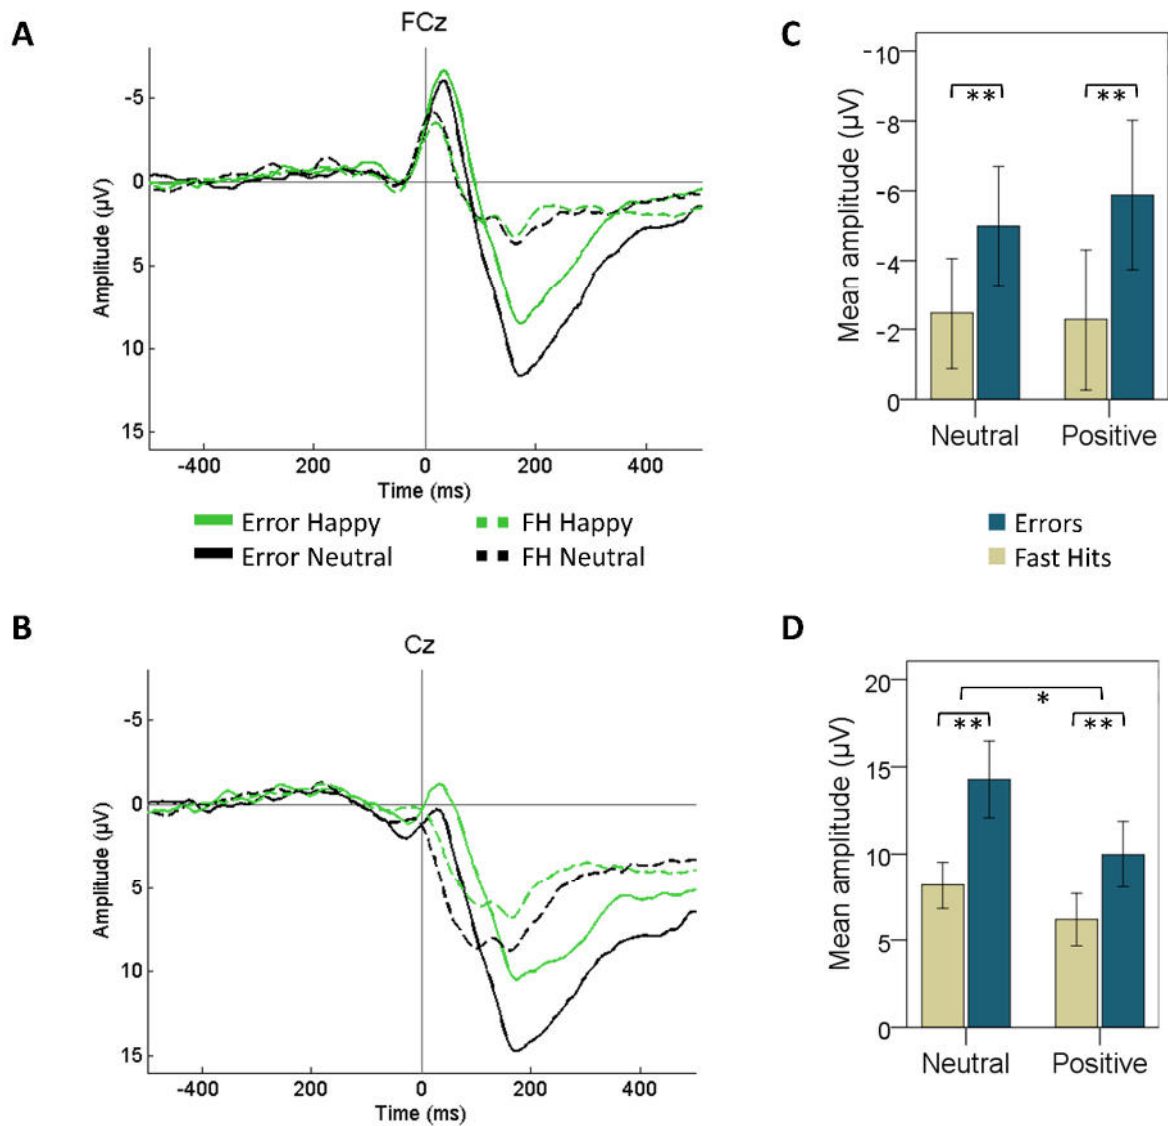 A
FCz
-5
0
5
10
15
Amplitude (µV)
-400
200
0
200
400
Time (ms)
Error Happy
FH Happy
Error Neutral
FH Neutral
B
Cz
-5
0
5
10
15
Amplitude (µV)
-400
-200
0
200
400
Time (ms)
C
-10
-8
-6
-4
-2
0
Mean amplitude (µV)
** **
Neutral Positive
Errors
Fast Hits
D
20
15
10
5
0
Mean amplitude (µV)
*
** **
Neutral Positive